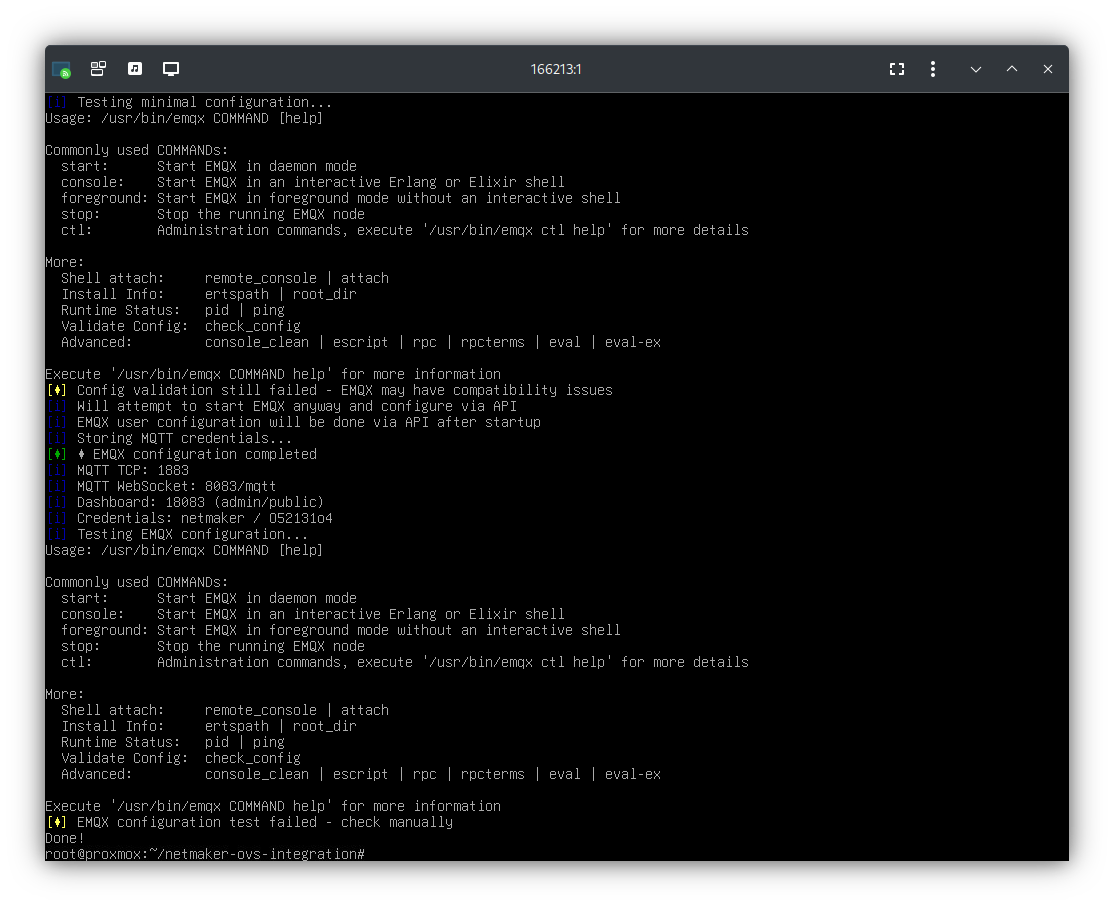 166213:1
[!] Testing minimal configuration...
Usage: /usr/bin/emqx COMMAND [help]
Commonly used COMMANDs:
start: Start EMQX in daemon mode
console: Start EMQX in an interactive Erlang or Elixir shell
foreground: Start EMQX in foreground mode without an interactive shell
stop: Stop the running EMQX node
ctl: Administration commands, execute '/usr/bin/emqx ctl help' for more details
More:
Shell attach: remote_console | attach
Install Info: ertspath | root_dir
Runtime Status: pid | ping
Validate Config: check_config
Advanced: console_clean | escript | rpc | rpcterms | eval | eval-ex
Execute '/usr/bin/emqx COMMAND help' for more information
[♦] Config validation still failed - EMQX may have compatibility issues
[!] Will attempt to start EMQX anyway and configure via API
[!] EMQX user configuration will be done via API after startup
[!] Storing MQTT credentials...
[♦] ♦ EMQX configuration completed
[!] MQTT TCP: 1883
[!] MQTT WebSocket: 8083/mqtt
[!] Dashboard: 18083 (admin/public)
[!] Credentials: netmaker / O52131o4
[!] Testing EMQX configuration...
Usage: /usr/bin/emqx COMMAND [help]
Commonly used COMMANDs:
start: Start EMQX in daemon mode
console: Start EMQX in an interactive Erlang or Elixir shell
foreground: Start EMQX in foreground mode without an interactive shell
stop: Stop the running EMQX node
ctl: Administration commands, execute '/usr/bin/emqx ctl help' for more details
More:
Shell attach: remote_console | attach
Install Info: ertspath | root_dir
Runtime Status: pid | ping
Validate Config: check_config
Advanced: console_clean | escript | rpc | rpcterms | eval | eval-ex
Execute '/usr/bin/emqx COMMAND help' for more information
[♦] EMQX configuration test failed - check manually
Done!
root@proxmox:~/netmaker-ovs-integration#